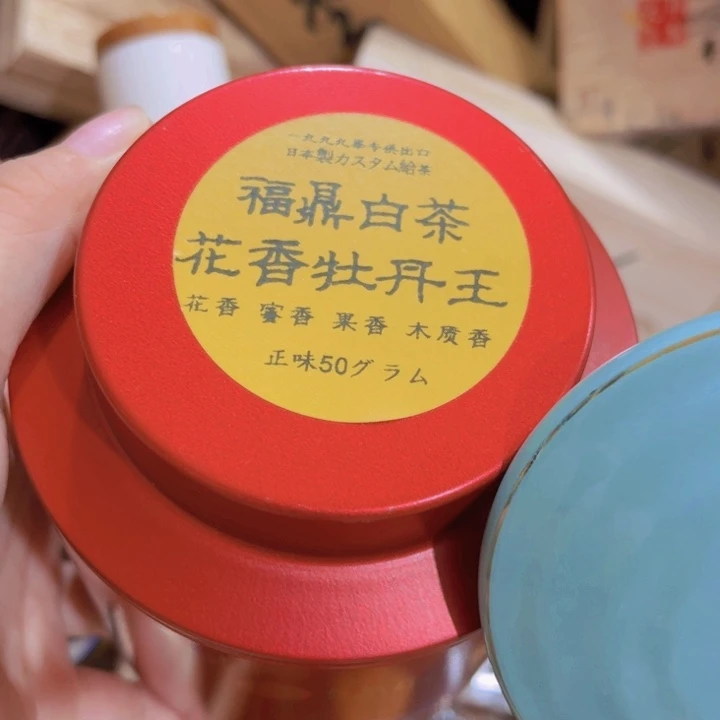 一九九九幕专供出口
日本製カスタム給茶
福鼎白茶
花香牡丹王
花香 蜜香 果香 木质香
正味50グラム